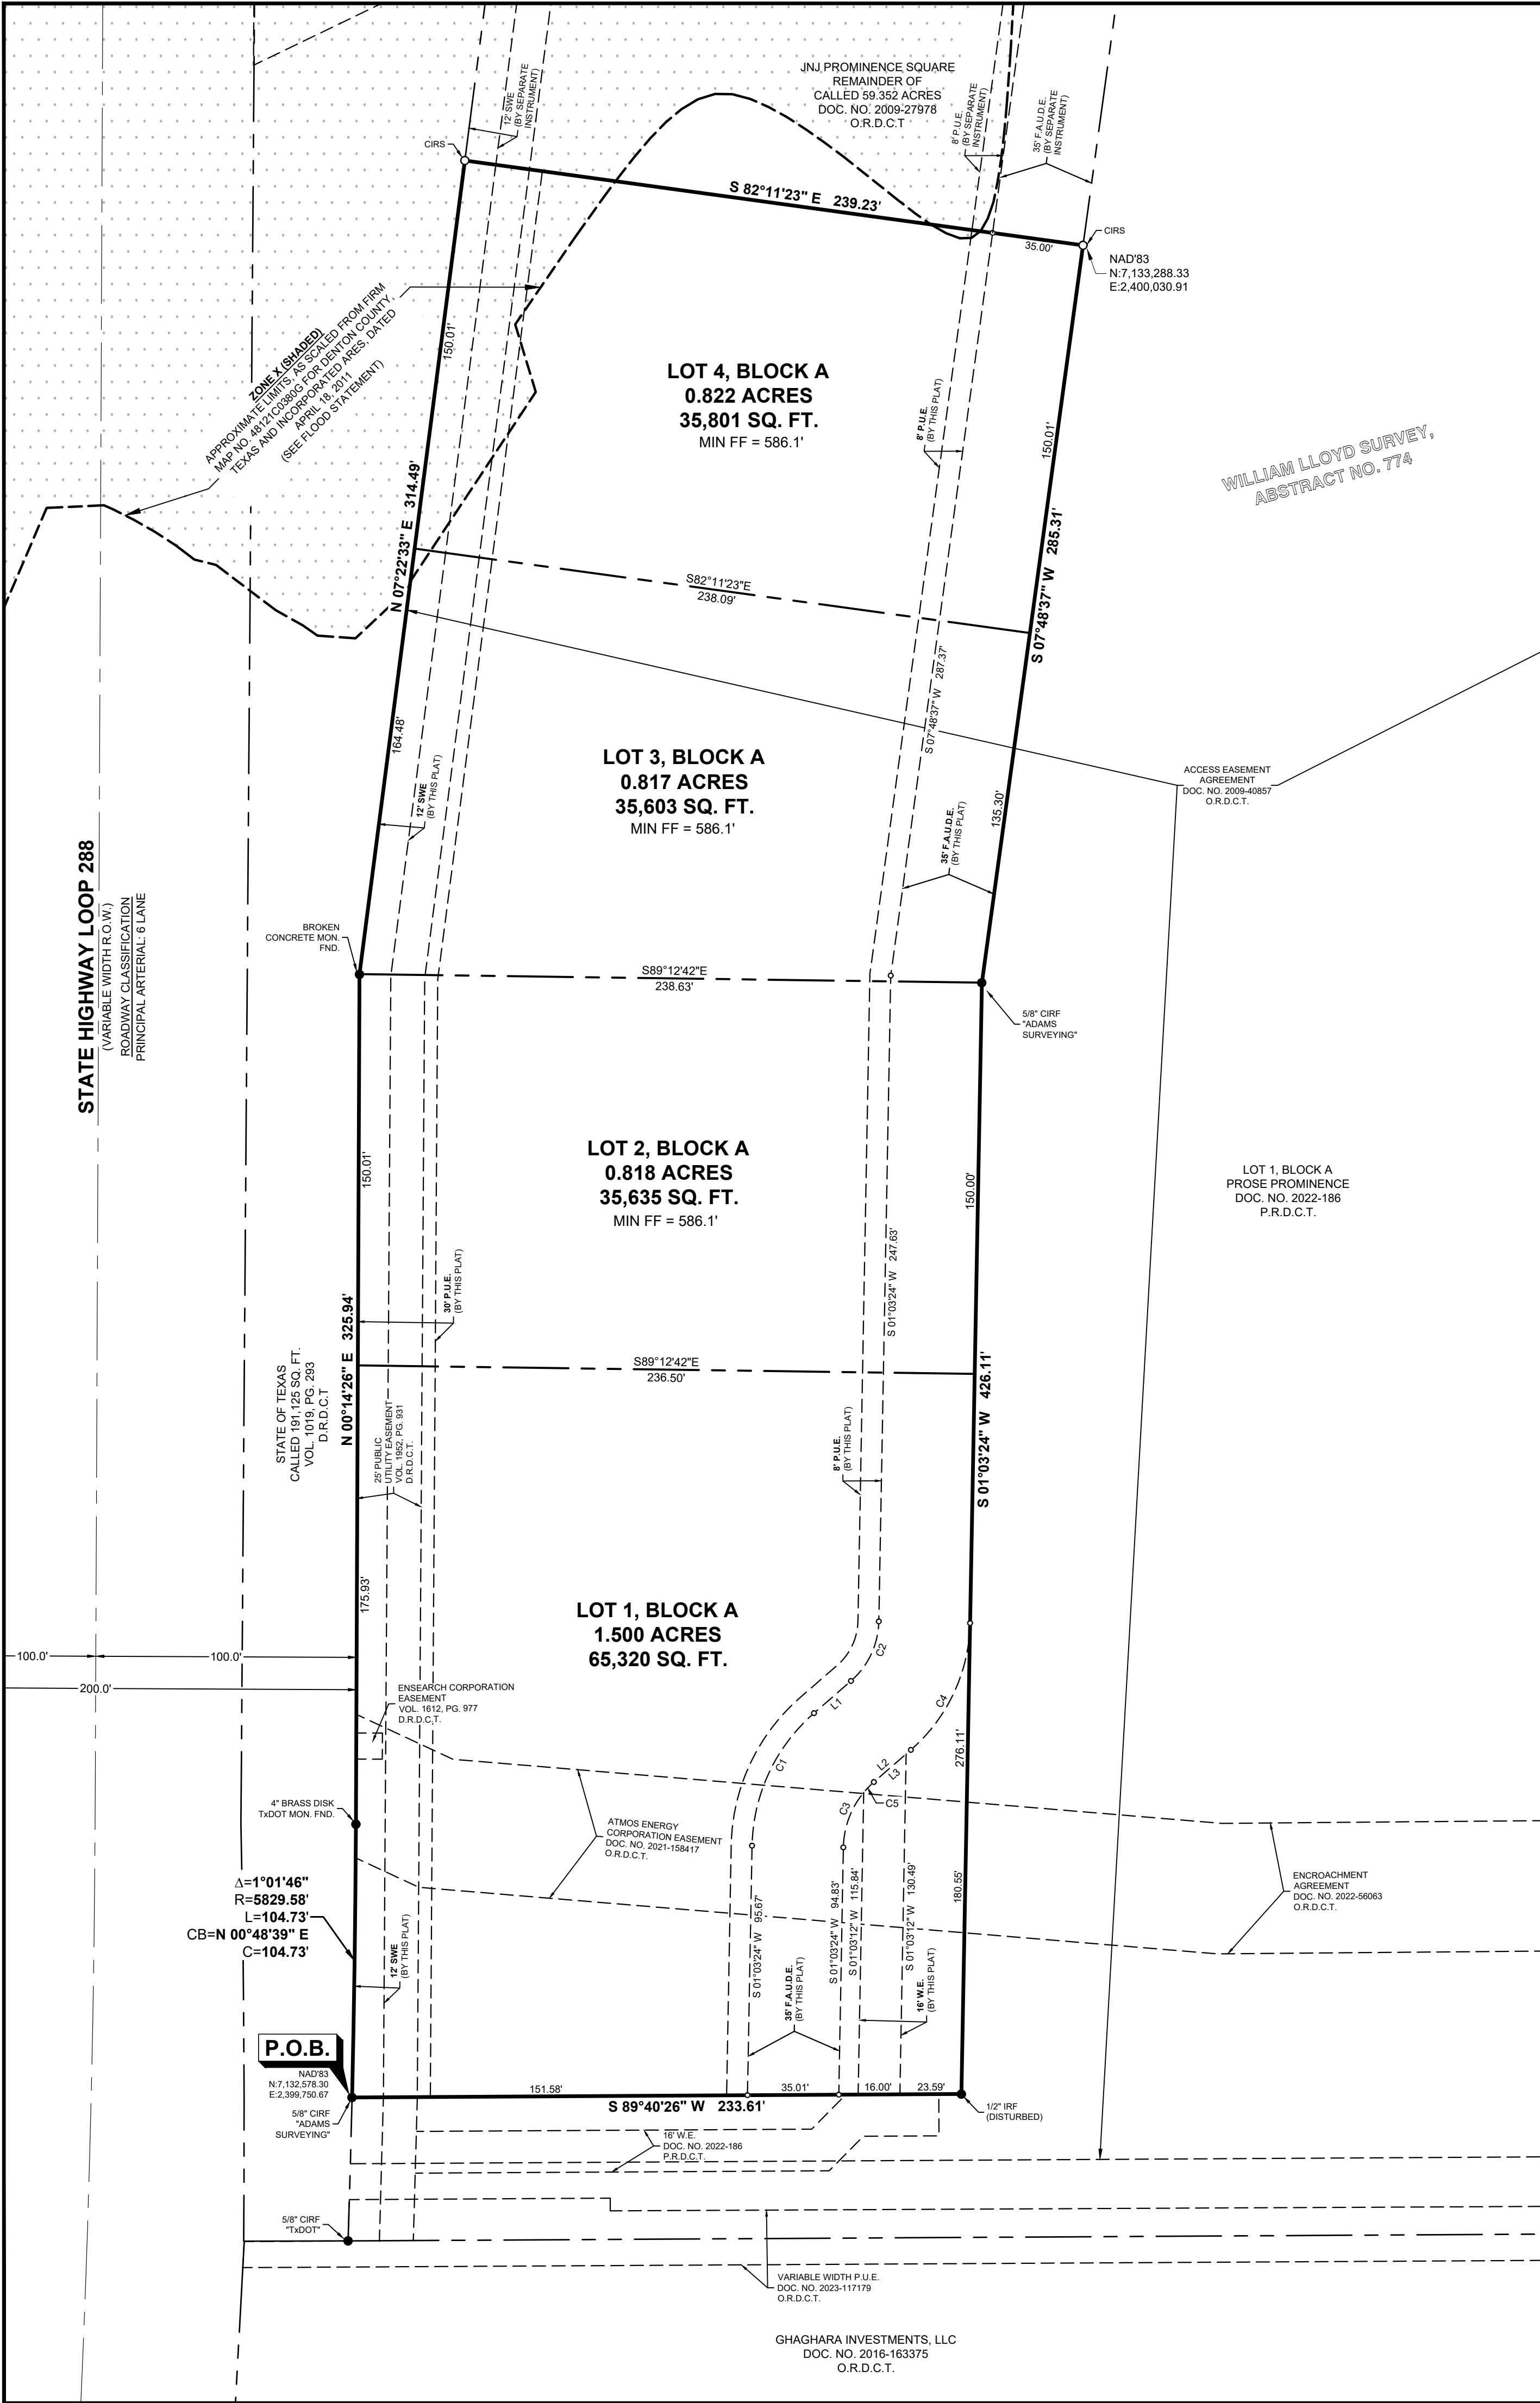 JNJ PROMINENCE SQUARE
REMAINDER OF
CALLED 59.352 ACRES
DOC. NO. 2009-27978
O.R.D.C.T
12' SWE
(BY SEPARATE
INSTRUMENT)
8' P.U.E.
(BY SEPARATE
INSTRUMENT)
35' F.A.U.D.E.
(BY SEPARATE
INSTRUMENT)
CIRS
S 82°11'23" E 239.23'
35.00'
CIRS
NAD'83
N:7,133,288.33
E:2,400,030.91
ZONE X (SHADED)
APPROXIMATE LIMITS, AS SCALED FROM FIRM
MAP NO. 48121C0380G FOR DENTON COUNTY,
TEXAS AND INCORPORATED ARES, DATED
APRIL 18, 2011
(SEE FLOOD STATEMENT)
150.01'
N 07°22'33" E 314.49'
LOT 4, BLOCK A
0.822 ACRES
35,801 SQ. FT.
MIN FF = 586.1'
8' P.U.E.
(BY THIS PLAT)
150.01'
S 07°48'37" W 285.31'
WILLIAM LLOYD SURVEY,
ABSTRACT NO. 774
S82°11'23"E
238.09'
S 07°48'37" W 287.37'
164.48'
12' SWE
(BY THIS PLAT)
LOT 3, BLOCK A
0.817 ACRES
35,603 SQ. FT.
MIN FF = 586.1'
35' F.A.U.D.E.
(BY THIS PLAT)
135.30'
ACCESS EASEMENT
AGREEMENT
DOC. NO. 2009-40857
O.R.D.C.T.
STATE HIGHWAY LOOP 288
(VARIABLE WIDTH R.O.W.)
ROADWAY CLASSIFICATION
PRINCIPAL ARTERIAL: 6 LANE
BROKEN
CONCRETE MON.
FND.
S89°12'42"E
238.63'
5/8" CIRF
"ADAMS
SURVEYING"
150.01'
LOT 2, BLOCK A
0.818 ACRES
35,635 SQ. FT.
MIN FF = 586.1'
150.00'
LOT 1, BLOCK A
PROSE PROMINENCE
DOC. NO. 2022-186
P.R.D.C.T.
30' P.U.E.
(BY THIS PLAT)
S 01°03'24" W 247.63'
N 00°14'26" E 325.94'
STATE OF TEXAS
CALLED 191,125 SQ. FT.
VOL. 1019, PG. 293
D.R.D.C.T
S89°12'42"E
236.50'
S 01°03'24" W 426.11'
25' PUBLIC
UTILITY EASEMENT
VOL. 1952, PG. 931
D.R.D.C.T.
8' P.U.E.
(BY THIS PLAT)
175.93'
LOT 1, BLOCK A
1.500 ACRES
65,320 SQ. FT.
100.0'
100.0'
200.0'
ENSEARCH CORPORATION
EASEMENT
VOL. 1612, PG. 977
D.R.D.C.T.
C2
L1
C4
C1
L2
L3
C3
C5
276.11'
4" BRASS DISK
TxDOT MON. FND.
ATMOS ENERGY
CORPORATION EASEMENT
DOC. NO. 2021-158417
O.R.D.C.T.
Δ=1°01'46"
R=5829.58'
L=104.73'
CB=N 00°48'39" E
C=104.73'
S 01°03'24" W 95.67'
S 01°03'24" W 94.83'
S 01°03'12" W 115.84'
S 01°03'12" W 130.49'
180.55'
ENCROACHMENT
AGREEMENT
DOC. NO. 2022-56063
O.R.D.C.T.
12' SWE
(BY THIS PLAT)
35' F.A.U.D.E.
(BY THIS PLAT)
16' W.E.
(BY THIS PLAT)
P.O.B.
NAD'83
N:7,132,578.30
E:2,399,750.67
5/8" CIRF
"ADAMS
SURVEYING"
151.58'
35.01'
16.00'
23.59'
S 89°40'26" W 233.61'
1/2" IRF
(DISTURBED)
16' W.E.
DOC. NO. 2022-186
P.R.D.C.T.
5/8" CIRF
"TxDOT"
VARIABLE WIDTH P.U.E.
DOC. NO. 2023-117179
O.R.D.C.T.
GHAGHARA INVESTMENTS, LLC
DOC. NO. 2016-163375
O.R.D.C.T.